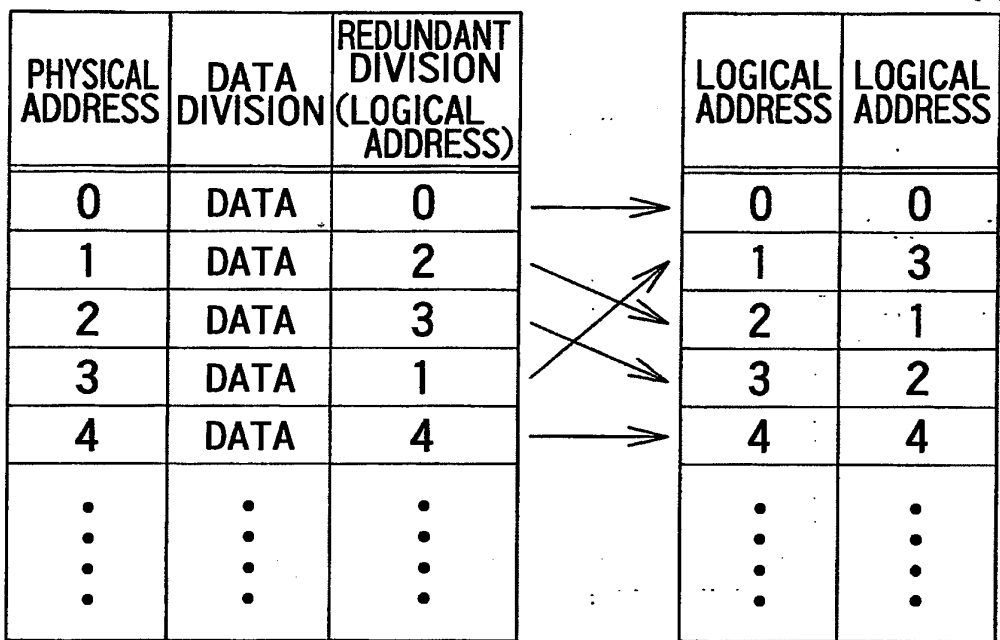 PHYSICAL ADDRESS DATA DIVISION REDUNDANT DIVISION (LOGICAL ADDRESS)
0 DATA 0
1 DATA 2
2 DATA 3
3 DATA 1
4 DATA 4
LOGICAL ADDRESS LOGICAL ADDRESS
0 0
1 3
2 1
3 2
4 4